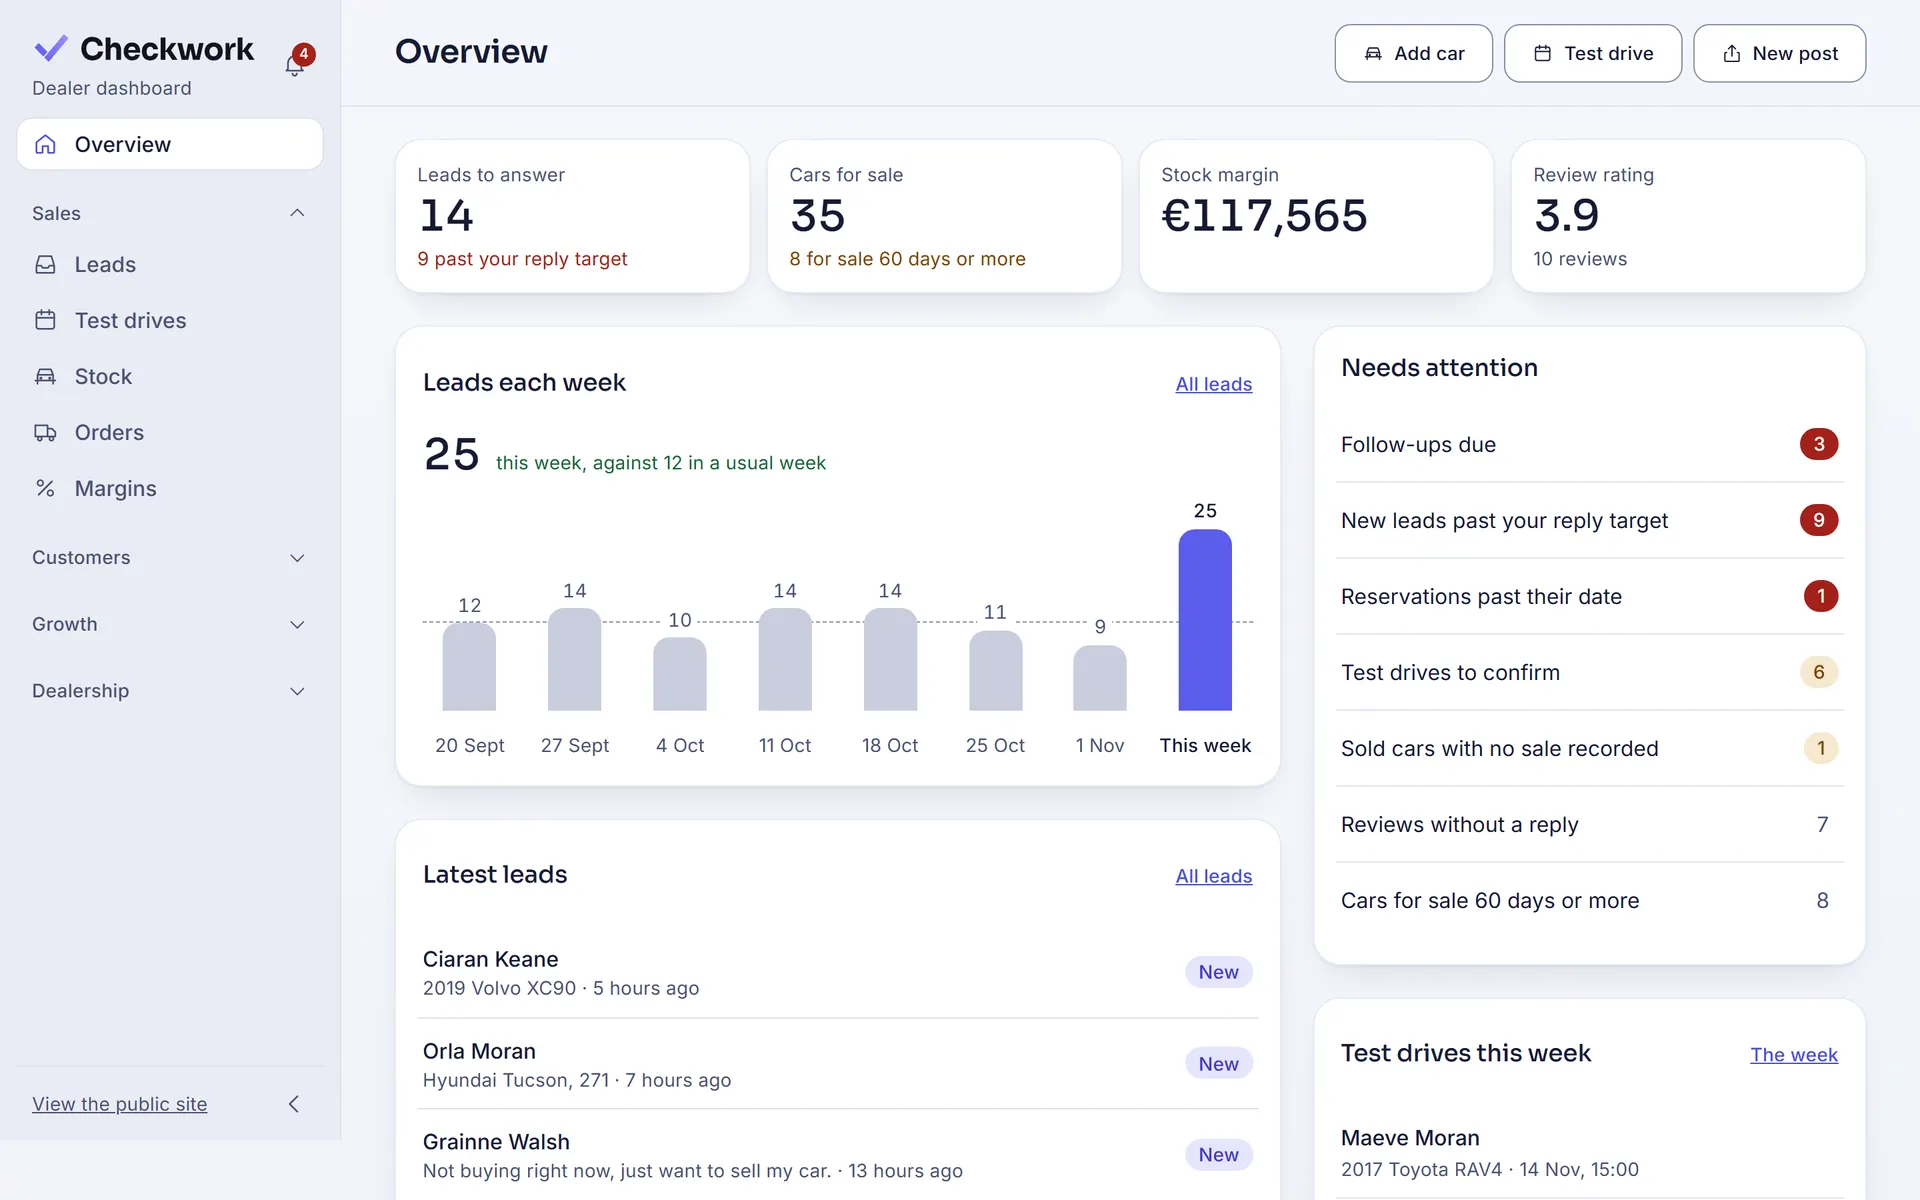 Checkwork
4
Dealer dashboard
Overview
Sales
Leads
Test drives
Stock
Orders
Margins
Customers
Growth
Dealership
View the public site
Overview
Add car
Test drive
New post
Leads to answer
14
9 past your reply target
Cars for sale
35
8 for sale 60 days or more
Stock margin
€117,565
Review rating
3.9
10 reviews
Leads each week
All leads
25 this week, against 12 in a usual week
12
14
10
14
14
11
9
25
20 Sept
27 Sept
4 Oct
11 Oct
18 Oct
25 Oct
1 Nov
This week
Latest leads
All leads
Ciaran Keane
2019 Volvo XC90 · 5 hours ago
New
Orla Moran
Hyundai Tucson, 271 · 7 hours ago
New
Grainne Walsh
Not buying right now, just want to sell my car. · 13 hours ago
New
Needs attention
Follow-ups due
3
New leads past your reply target
9
Reservations past their date
1
Test drives to confirm
6
Sold cars with no sale recorded
1
Reviews without a reply
7
Cars for sale 60 days or more
8
Test drives this week
The week
Maeve Moran
2017 Toyota RAV4 · 14 Nov, 15:00